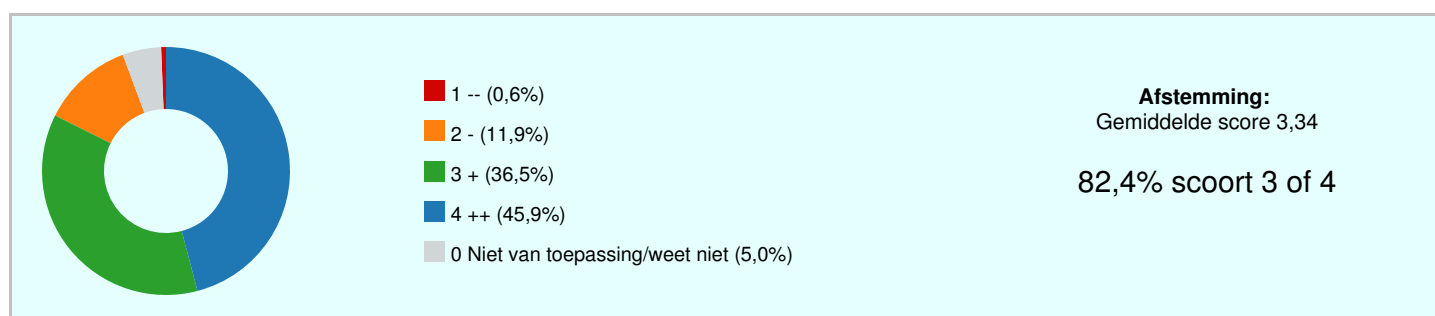 1 -- (0,6%)
2 - (11,9%)
3 + (36,5%)
4 ++ (45,9%)
0 Niet van toepassing/weet niet (5,0%)
Afstemming:
Gemiddelde score 3,34
82,4% scoort 3 of 4